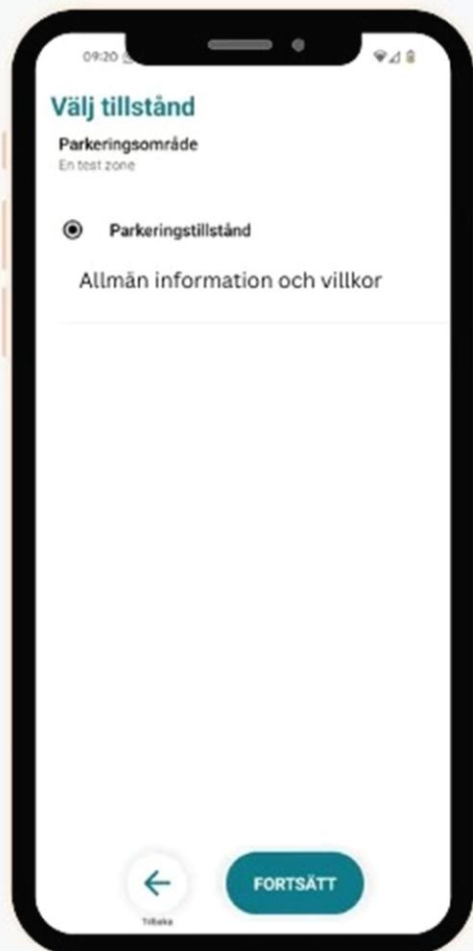 09:20
Välj tillstånd
Parkeringsområde
En test zone
Parkeringstillstånd
Allmän information och villkor
FORTSÄTT
Tillbaka